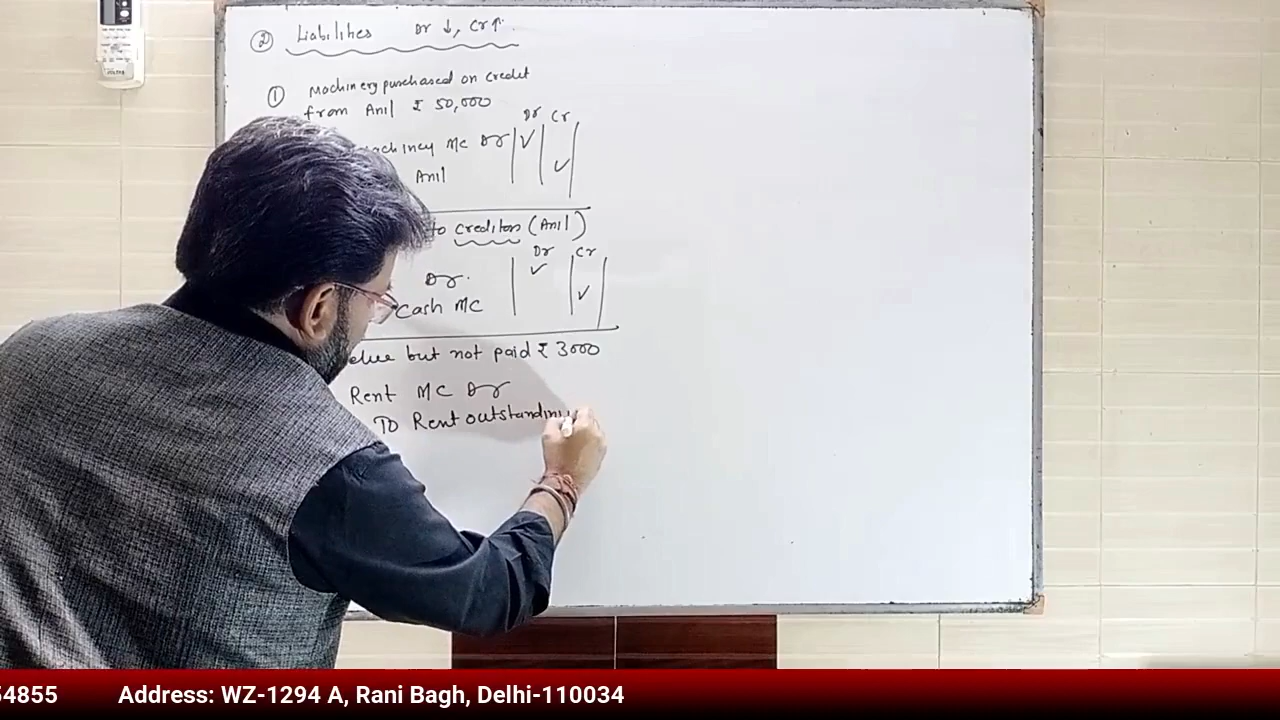 ② Liabilities Dr ↓, Cr ↑
① Machinery purchased on credit
from Anil ₹ 50,000
Dr Cr
achinery A/C Dr ✓
Anil ✓
to creditors (Anil)
Dr Cr
Dr. ✓
Cash A/C ✓
due but not paid ₹ 3000
Rent A/C Dr
To Rent outstanding
54855 Address: WZ-1294 A, Rani Bagh, Delhi-110034